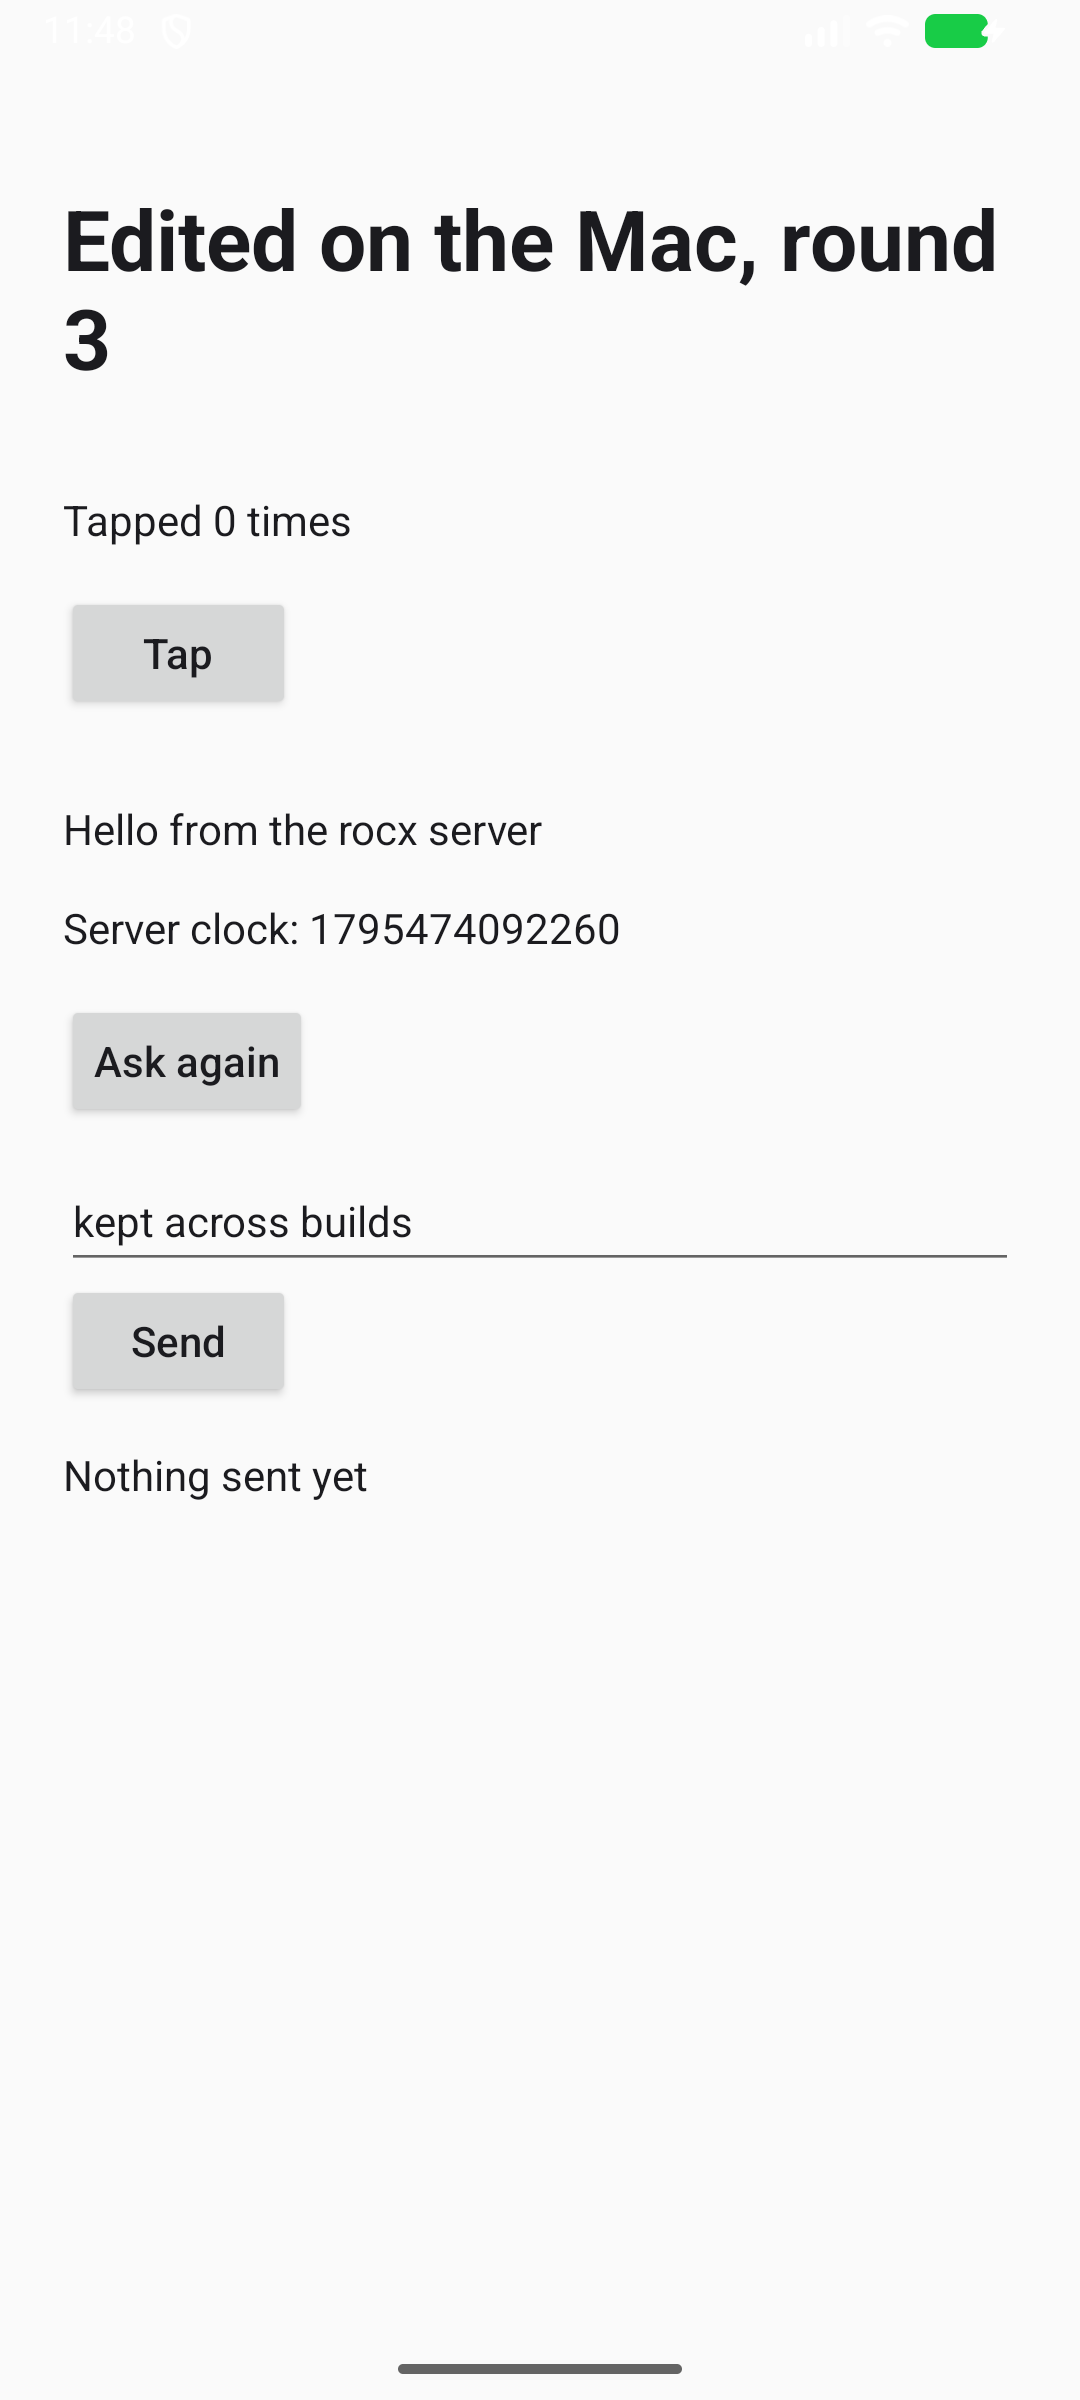 11:48
Edited on the Mac, round
3
Tapped 0 times
Tap
Hello from the rocx server
Server clock: 1795474092260
Ask again
kept across builds
Send
Nothing sent yet